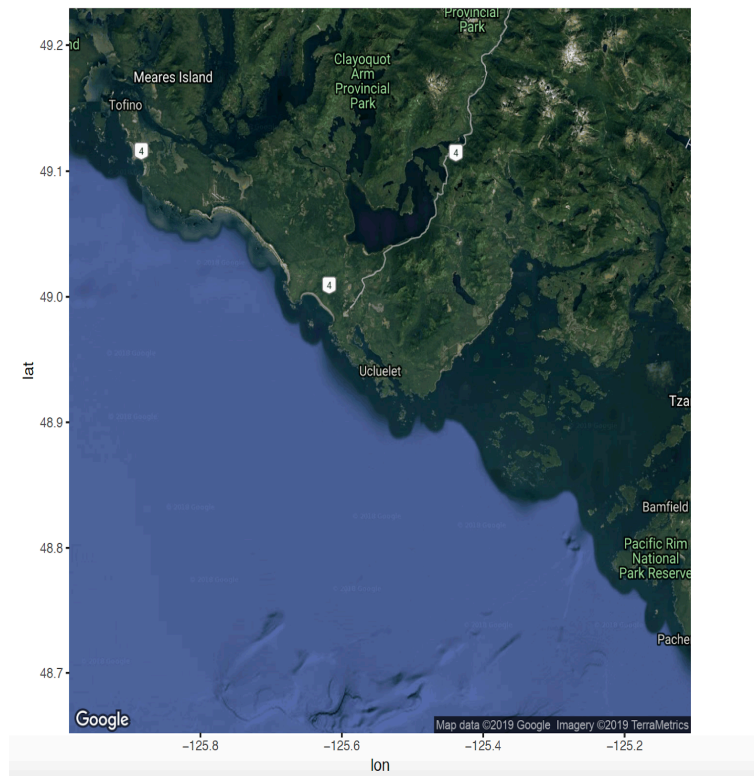 Provincial
Park
49.2
nd
Clayoquot
Arm
Provincial
Park
Meares Island
Tofino
4
4
49.1
4
49.0
lat
Ucluelet
48.9
Tza
Bamfield
48.8
Pacific Rim
National
Park Reserve
Pache
48.7
Google
Map data ©2019 Google Imagery ©2019 TerraMetrics
−125.8
−125.6
−125.4
−125.2
lon